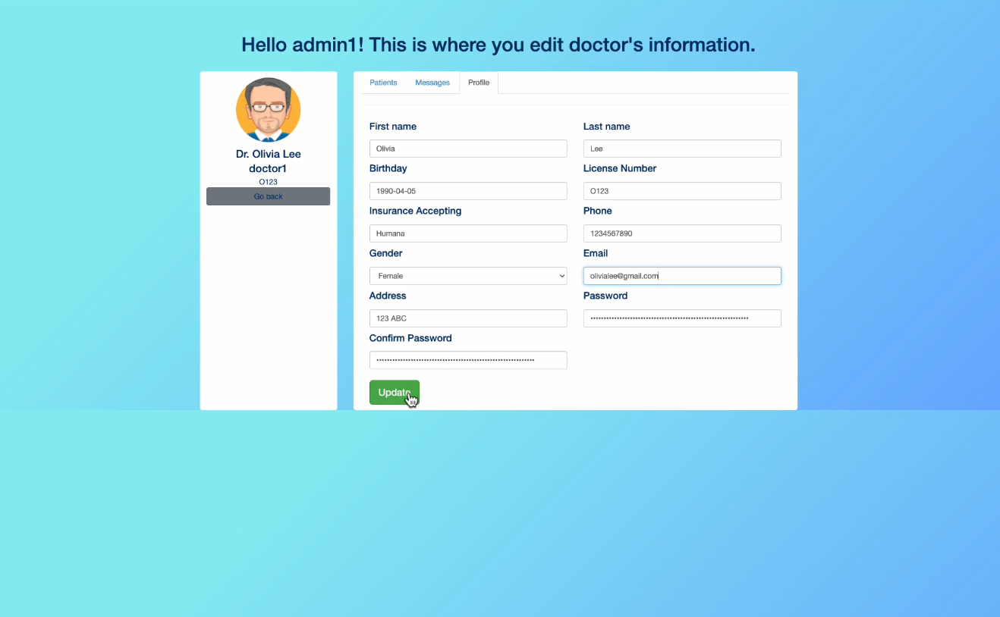 Hello admin1! This is where you edit doctor's information.
Dr. Olivia Lee
doctor1
O123
Go back
Patients Messages Profile
First name Last name
Olivia Lee
Birthday License Number
1990-04-05 O123
Insurance Accepting Phone
Humana 1234567890
Gender Email
Female olivialee@gmail.com
Address Password
123 ABC
Confirm Password
Update